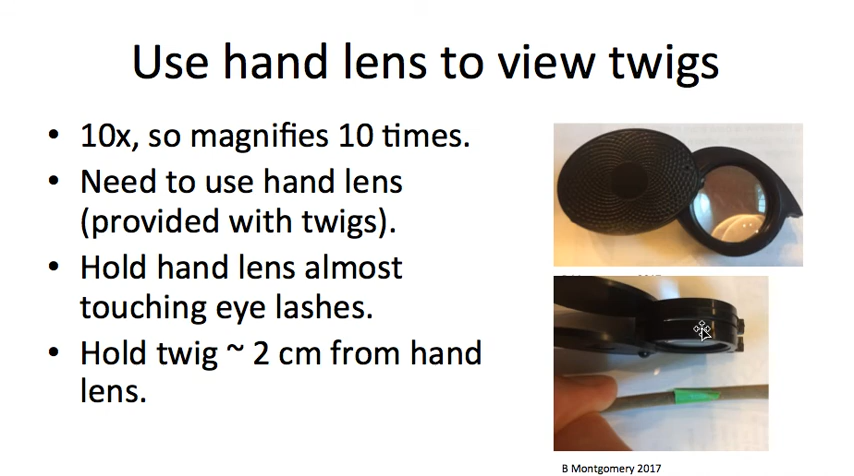 Use hand lens to view twigs
• 10x, so magnifies 10 times.
• Need to use hand lens
(provided with twigs).
• Hold hand lens almost
touching eye lashes.
• Hold twig ~ 2 cm from hand
lens.
B Montgomery 2017